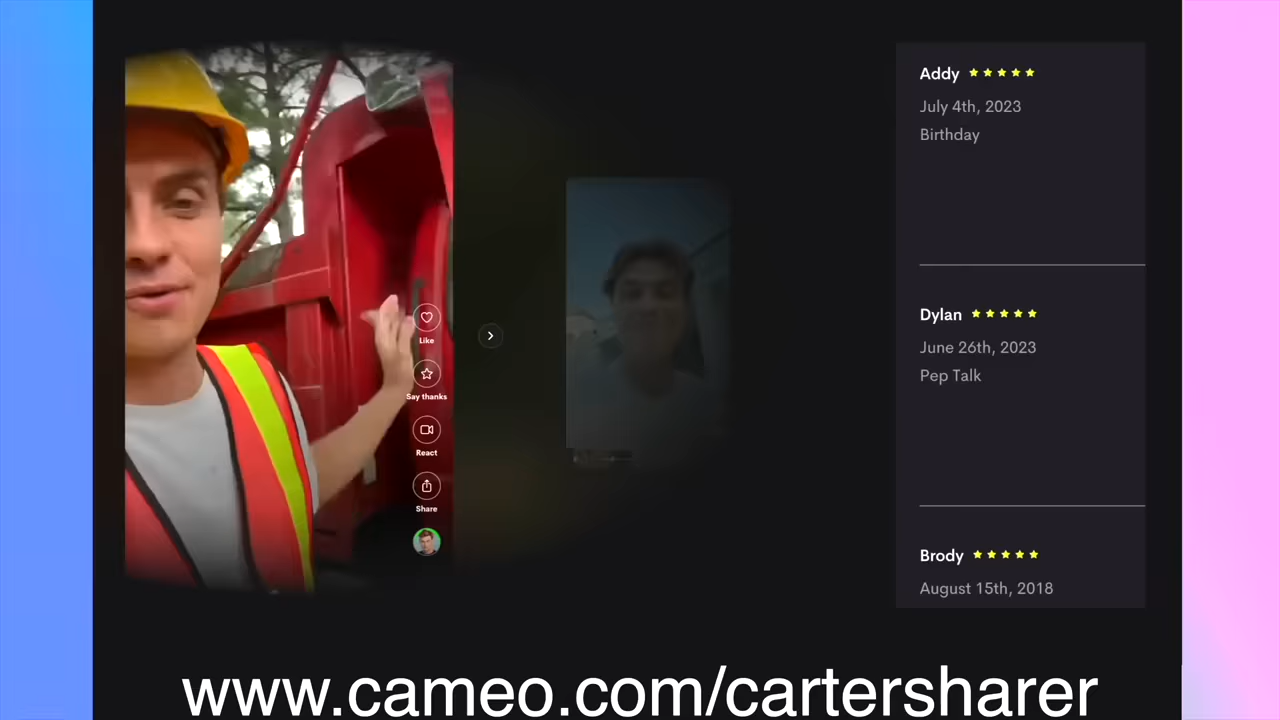 Addy
July 4th, 2023
Birthday
Like
Say thanks
React
Share
Dylan
June 26th, 2023
Pep Talk
Brody
August 15th, 2018
www.cameo.com/cartersharer